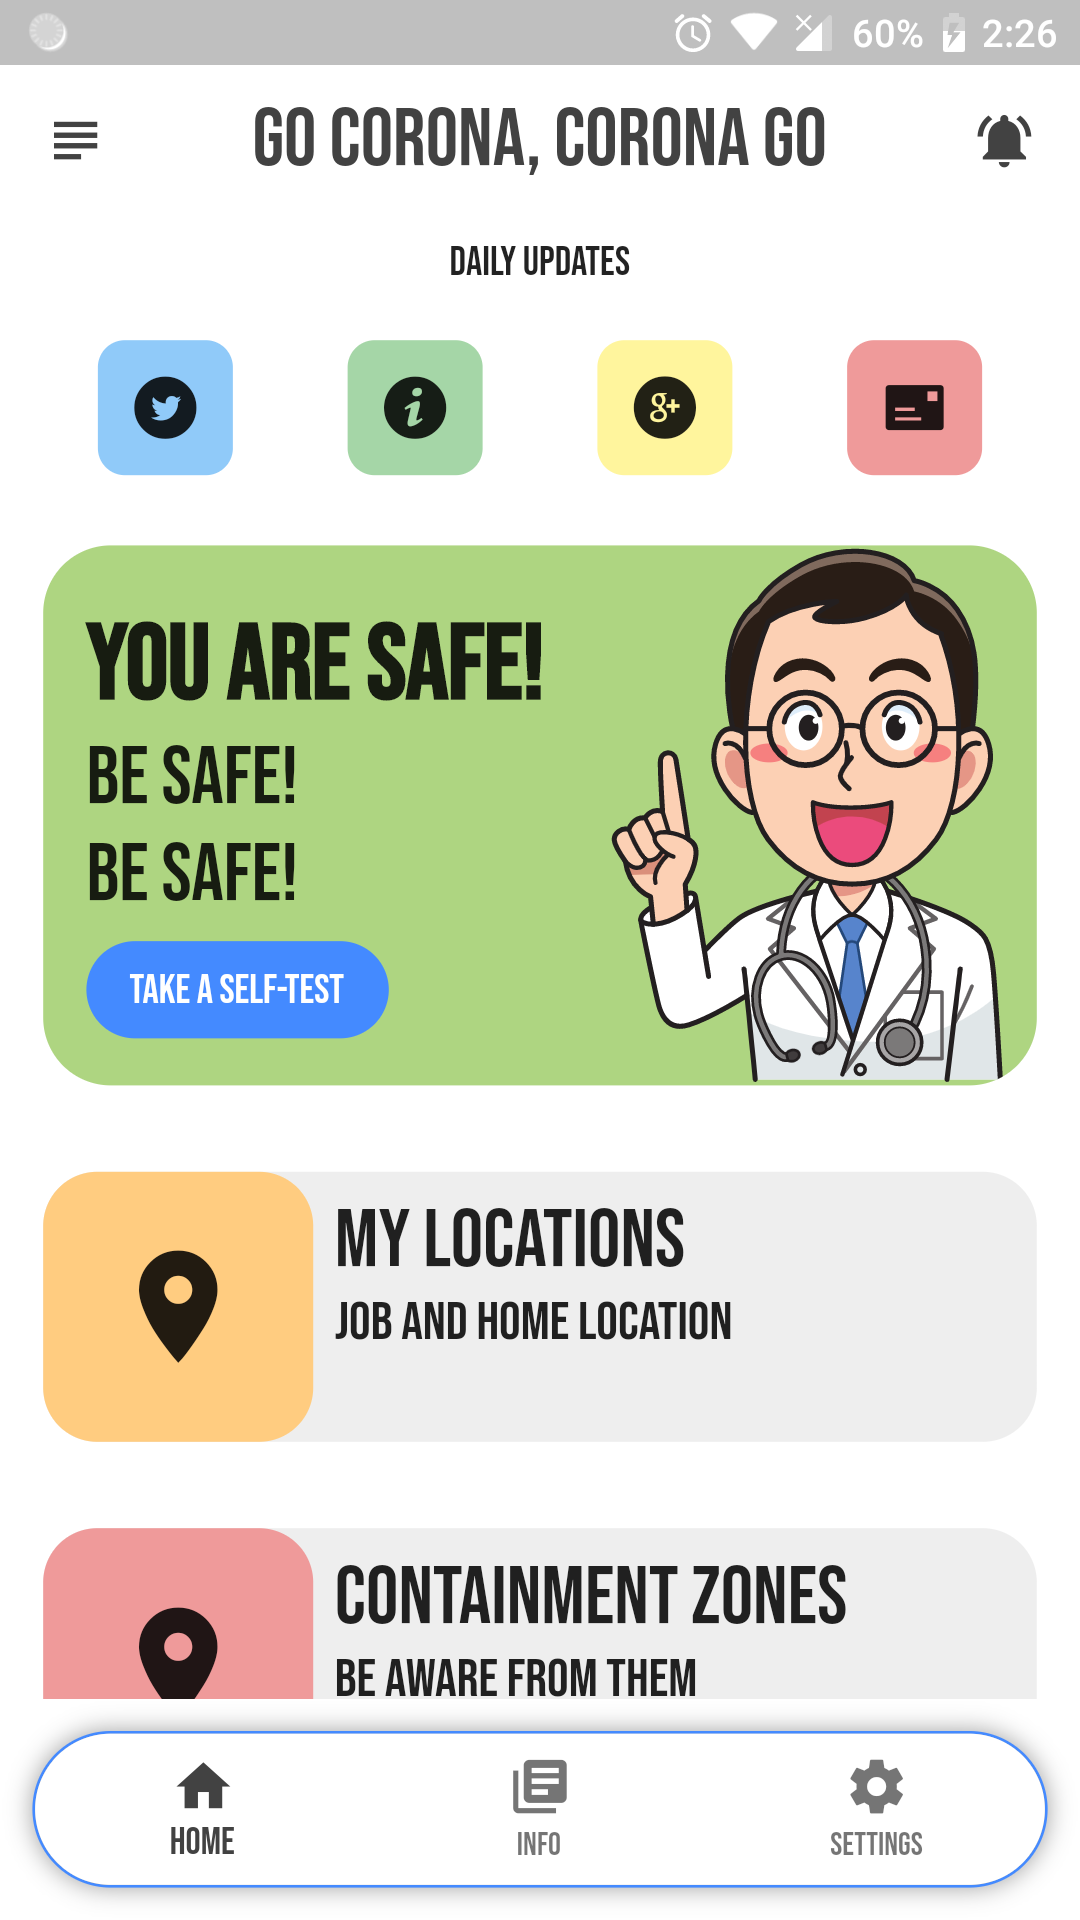 60% 2:26
GO CORONA, CORONA GO
DAILY UPDATES
g+
YOU ARE SAFE!
BE SAFE!
BE SAFE!
TAKE A SELF-TEST
MY LOCATIONS
JOB AND HOME LOCATION
CONTAINMENT ZONES
BE AWARE FROM THEM
HOME INFO SETTINGS